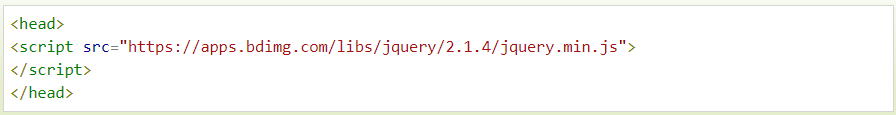 <head>
<script src="https://apps.bdimg.com/libs/jquery/2.1.4/jquery.min.js">
</script>
</head>